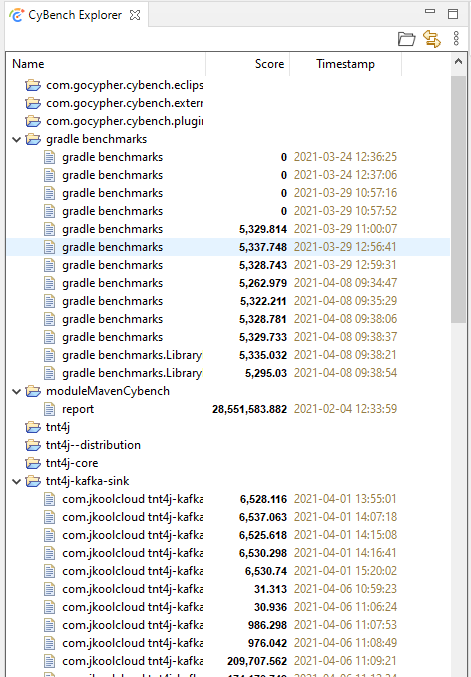 CyBench Explorer
Name Score Timestamp
com.gocypher.cybench.eclips
com.gocypher.cybench.exterr
com.gocypher.cybench.plugin
gradle benchmarks
gradle benchmarks 0 2021-03-24 12:36:25
gradle benchmarks 0 2021-03-24 12:37:06
gradle benchmarks 0 2021-03-29 10:57:16
gradle benchmarks 0 2021-03-29 10:57:52
gradle benchmarks 5,329.814 2021-03-29 11:00:07
gradle benchmarks 5,337.748 2021-03-29 12:56:41
gradle benchmarks 5,328.743 2021-03-29 12:59:31
gradle benchmarks 5,262.979 2021-04-08 09:34:47
gradle benchmarks 5,322.211 2021-04-08 09:35:29
gradle benchmarks 5,328.781 2021-04-08 09:38:06
gradle benchmarks 5,329.733 2021-04-08 09:38:37
gradle benchmarks.Library 5,335.032 2021-04-08 09:38:21
gradle benchmarks.Library 5,295.03 2021-04-08 09:38:54
moduleMavenCybench
report 28,551,583.882 2021-02-04 12:33:59
tnt4j
tnt4j--distribution
tnt4j-core
tnt4j-kafka-sink
com.jkoolcloud tnt4j-kafka 6,528.116 2021-04-01 13:55:01
com.jkoolcloud tnt4j-kafka 6,537.063 2021-04-01 14:07:18
com.jkoolcloud tnt4j-kafka 6,525.618 2021-04-01 14:15:08
com.jkoolcloud tnt4j-kafka 6,530.298 2021-04-01 14:16:41
com.jkoolcloud tnt4j-kafka 6,530.74 2021-04-01 15:20:02
com.jkoolcloud tnt4j-kafka 31.313 2021-04-06 10:59:23
com.jkoolcloud tnt4j-kafka 30.936 2021-04-06 11:06:24
com.jkoolcloud tnt4j-kafka 986.298 2021-04-06 11:07:53
com.jkoolcloud tnt4j-kafka 976.042 2021-04-06 11:08:49
com.jkoolcloud tnt4j-kafka 209,707.562 2021-04-06 11:09:21